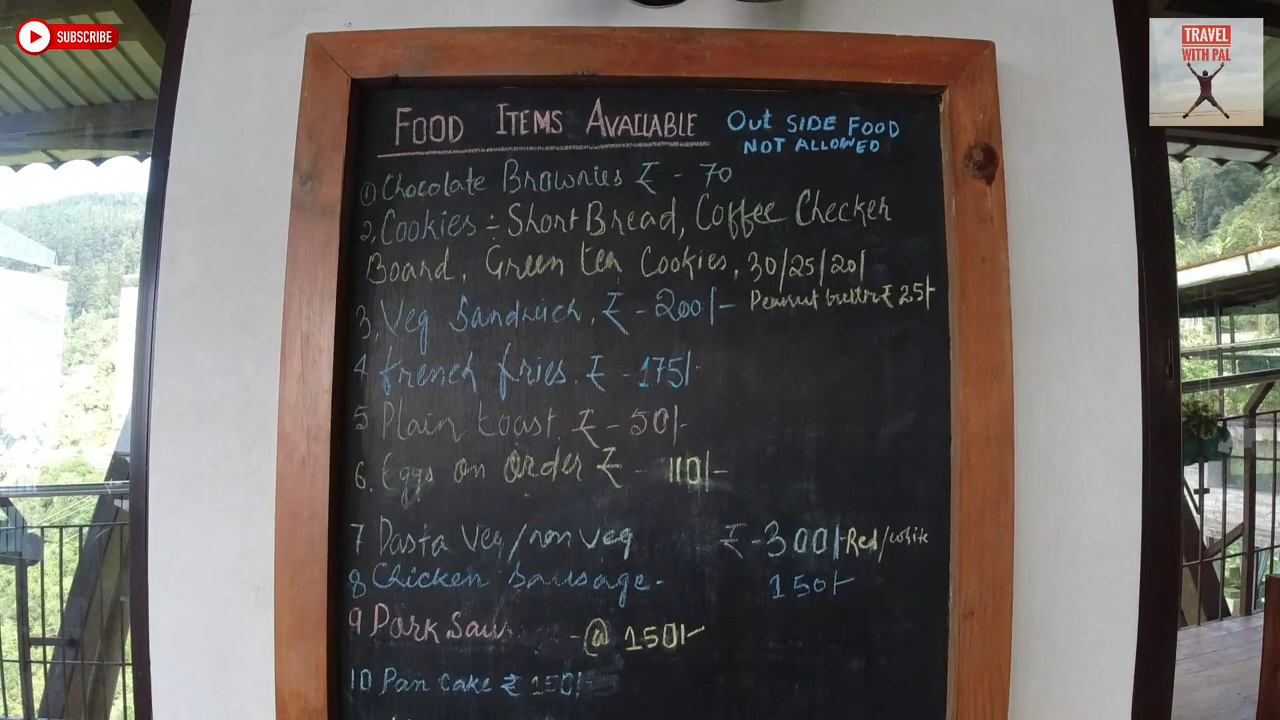 SUBSCRIBE
TRAVEL
WITH PAL
FOOD ITEMS AVAILABLE
Out SIDE FOOD
NOT ALLOWED
① Chocolate Brownies ₹ - 70
2, Cookies :- Short Bread, Coffee Checker
Board, Green tea Cookies, 30/25/20/
Peanut buttr ₹ 25/-
3, Veg Sandwich, ₹ - 200/-
4 french fries. ₹ - 175/-
5 Plain toast. ₹ - 50/-
6, Eggs on order ₹ - 110/-
7 Pasta Veg/non veg ₹ - 300/- Red/white
8 Chicken Sausage - 150/-
9 Pork Saus - @ 150/-
10 Pan Cake ₹ 150/-